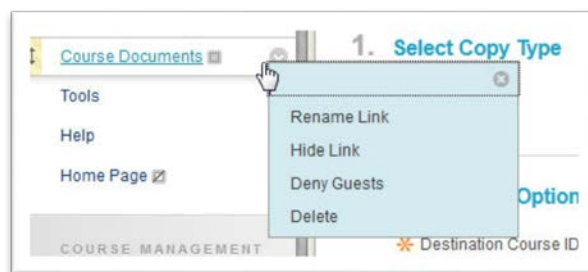 Course Documents
Tools
Help
Home Page
COURSE MANAGEMENT
Rename Link
Hide Link
Deny Guests
Delete
1. Select Copy Type
Option
Destination Course ID